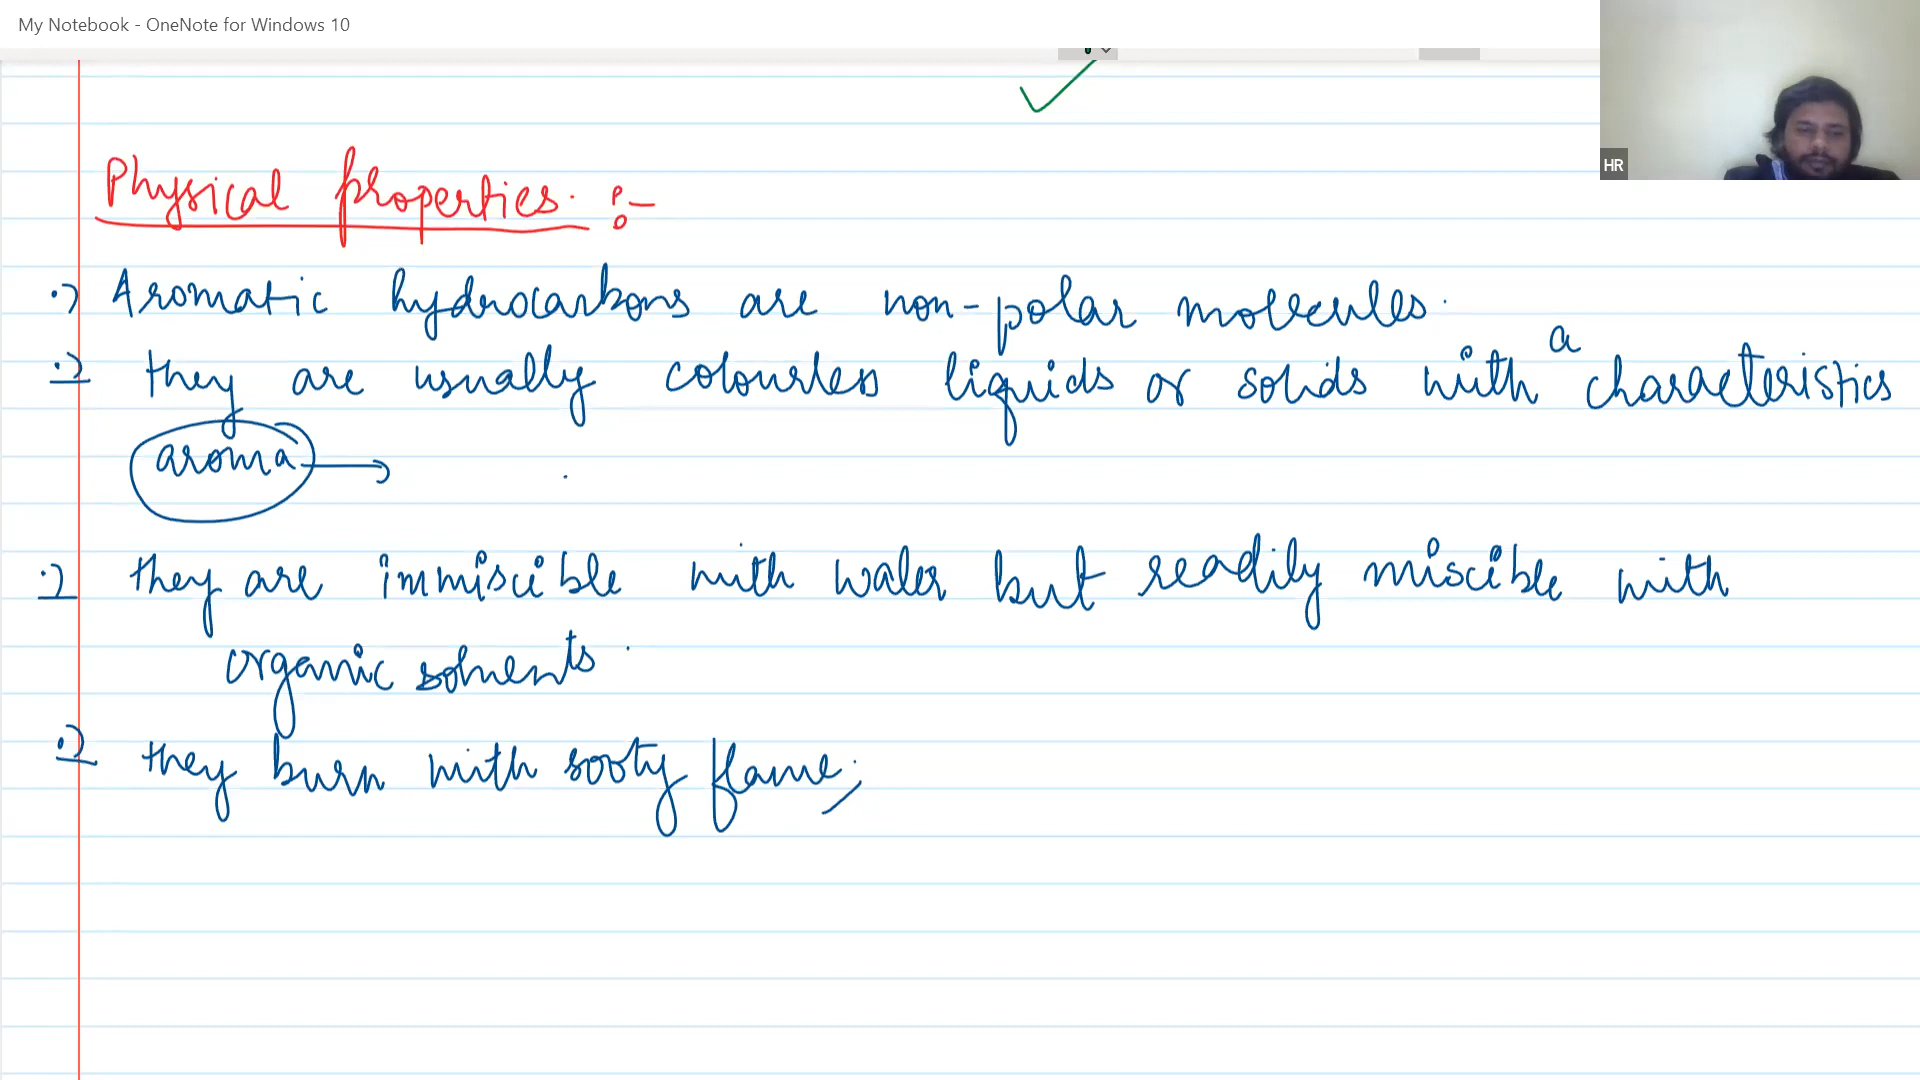 My Notebook - OneNote for Windows 10
HR
Physical properties. :-
·) Aromatic hydrocarbons are non-polar molecules.
·) they are usually colourless liquids or solids with a characteristics
aroma →
·) they are immiscible with water but readily miscible with
organic solvents.
·) they burn with sooty flame;